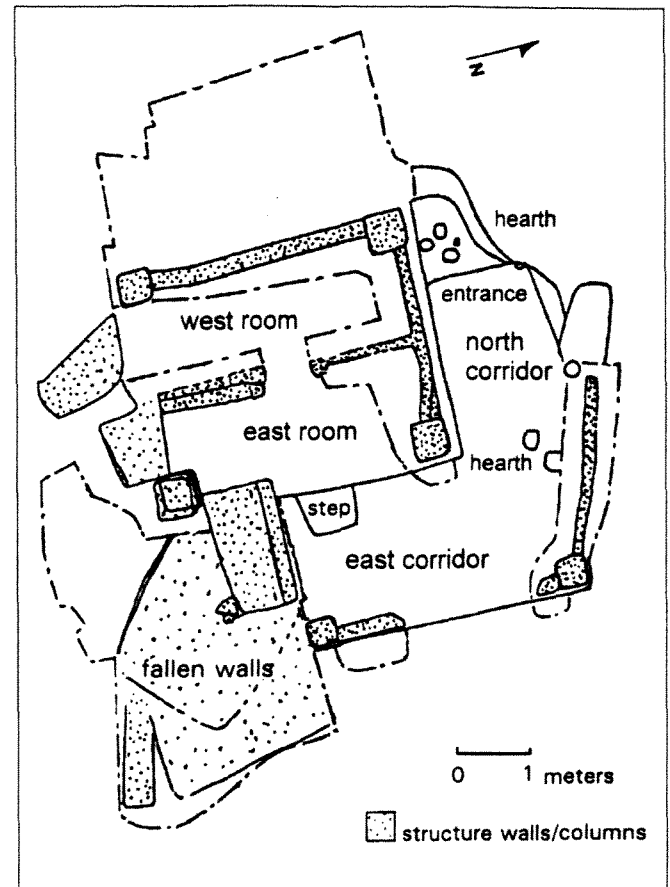 N
hearth
entrance
west room
north
corridor
east room
hearth
step
east corridor
fallen walls
0 1 meters
structure walls/columns